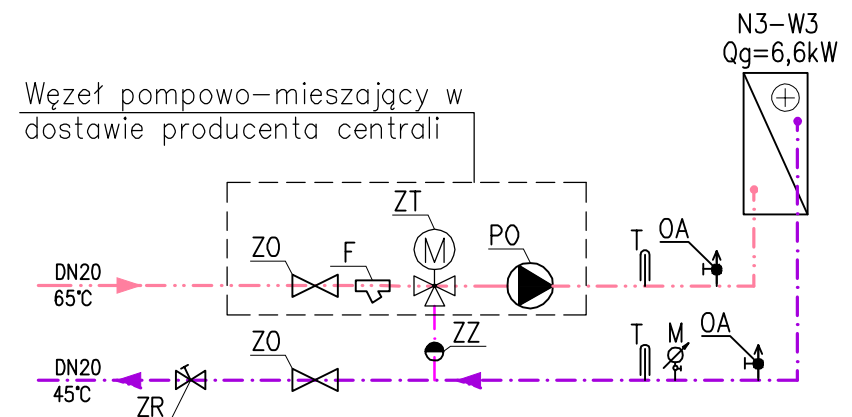 N3-W3
Qg=6,6kW
Węzeł pompowo-mieszający w
dostawie producenta centrali
ZT
M
ZO
F
PO
T
OA
DN20
65°C
ZZ
ZO
T
M
OA
DN20
45°C
ZR